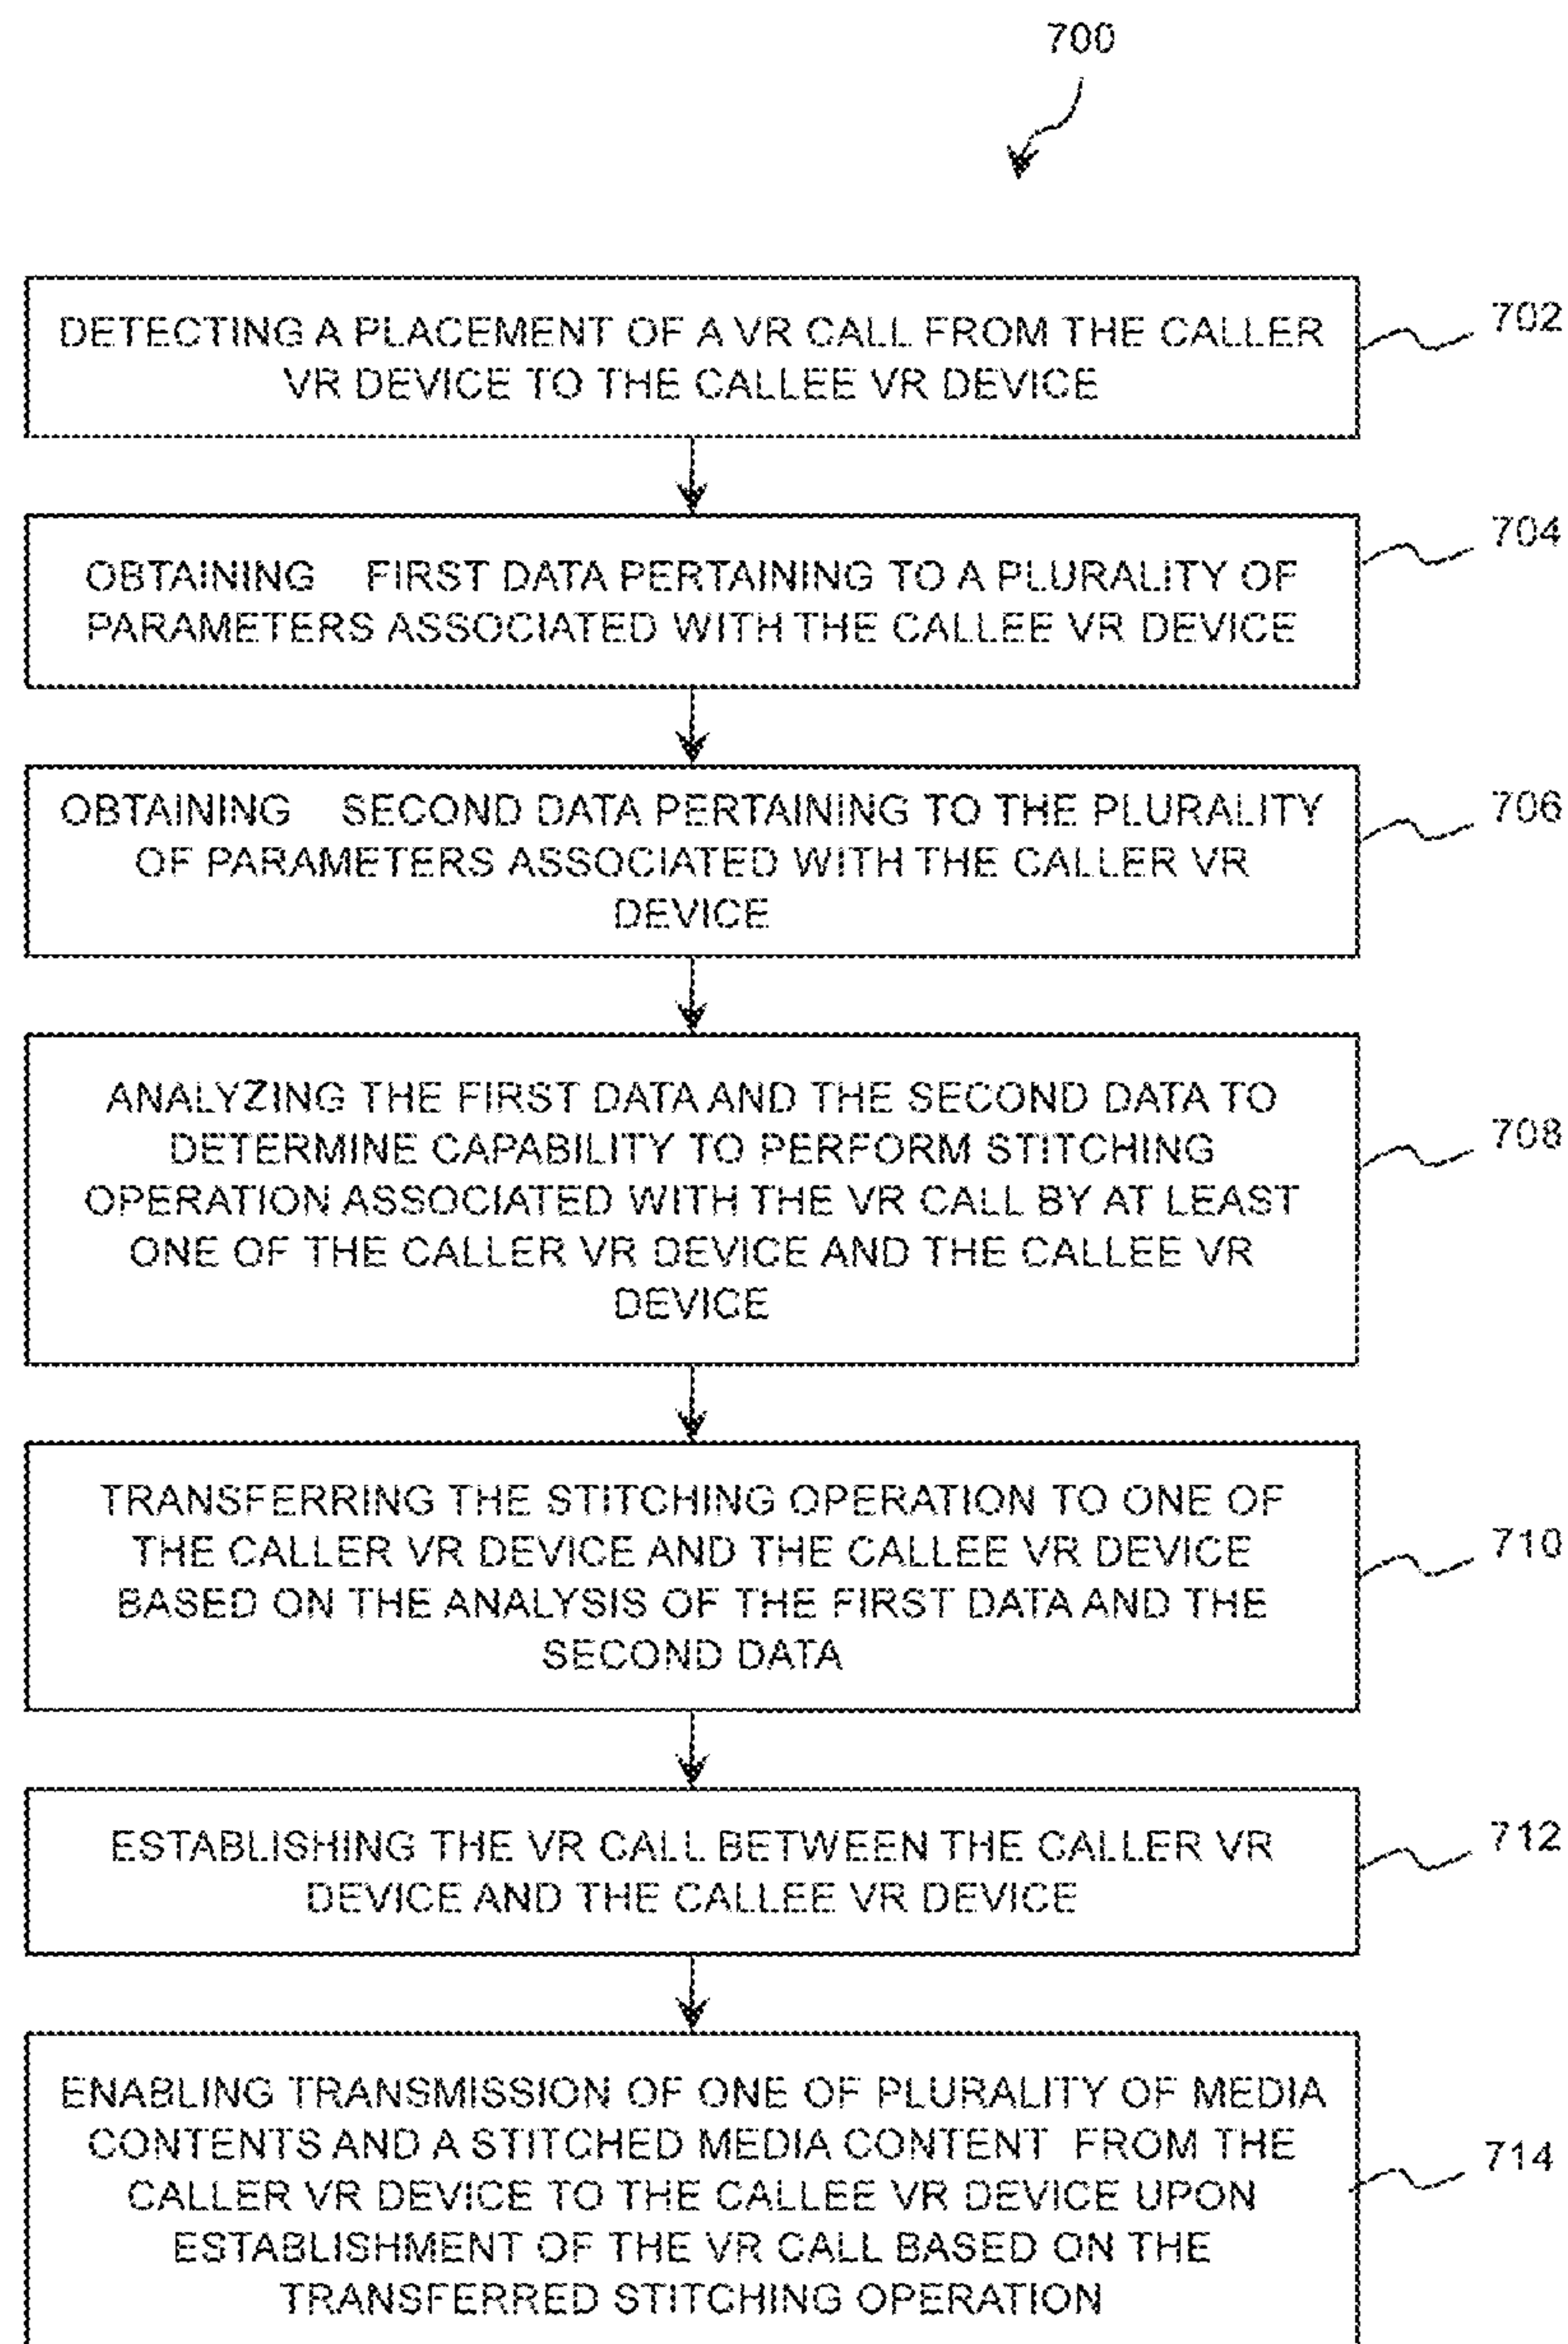 700
DETECTING A PLACEMENT OF A VR CALL FROM THE CALLER
VR DEVICE TO THE CALLEE VR DEVICE
702
OBTAINING FIRST DATA PERTAINING TO A PLURALITY OF
PARAMETERS ASSOCIATED WITH THE CALLEE VR DEVICE
704
OBTAINING SECOND DATA PERTAINING TO THE PLURALITY
OF PARAMETERS ASSOCIATED WITH THE CALLER VR
DEVICE
706
ANALYZING THE FIRST DATA AND THE SECOND DATA TO
DETERMINE CAPABILITY TO PERFORM STITCHING
OPERATION ASSOCIATED WITH THE VR CALL BY AT LEAST
ONE OF THE CALLER VR DEVICE AND THE CALLEE VR
DEVICE
708
TRANSFERRING THE STITCHING OPERATION TO ONE OF
THE CALLER VR DEVICE AND THE CALLEE VR DEVICE
BASED ON THE ANALYSIS OF THE FIRST DATA AND THE
SECOND DATA
710
ESTABLISHING THE VR CALL BETWEEN THE CALLER VR
DEVICE AND THE CALLEE VR DEVICE
712
ENABLING TRANSMISSION OF ONE OF PLURALITY OF MEDIA
CONTENTS AND A STITCHED MEDIA CONTENT FROM THE
CALLER VR DEVICE TO THE CALLEE VR DEVICE UPON
ESTABLISHMENT OF THE VR CALL BASED ON THE
TRANSFERRED STITCHING OPERATION
714